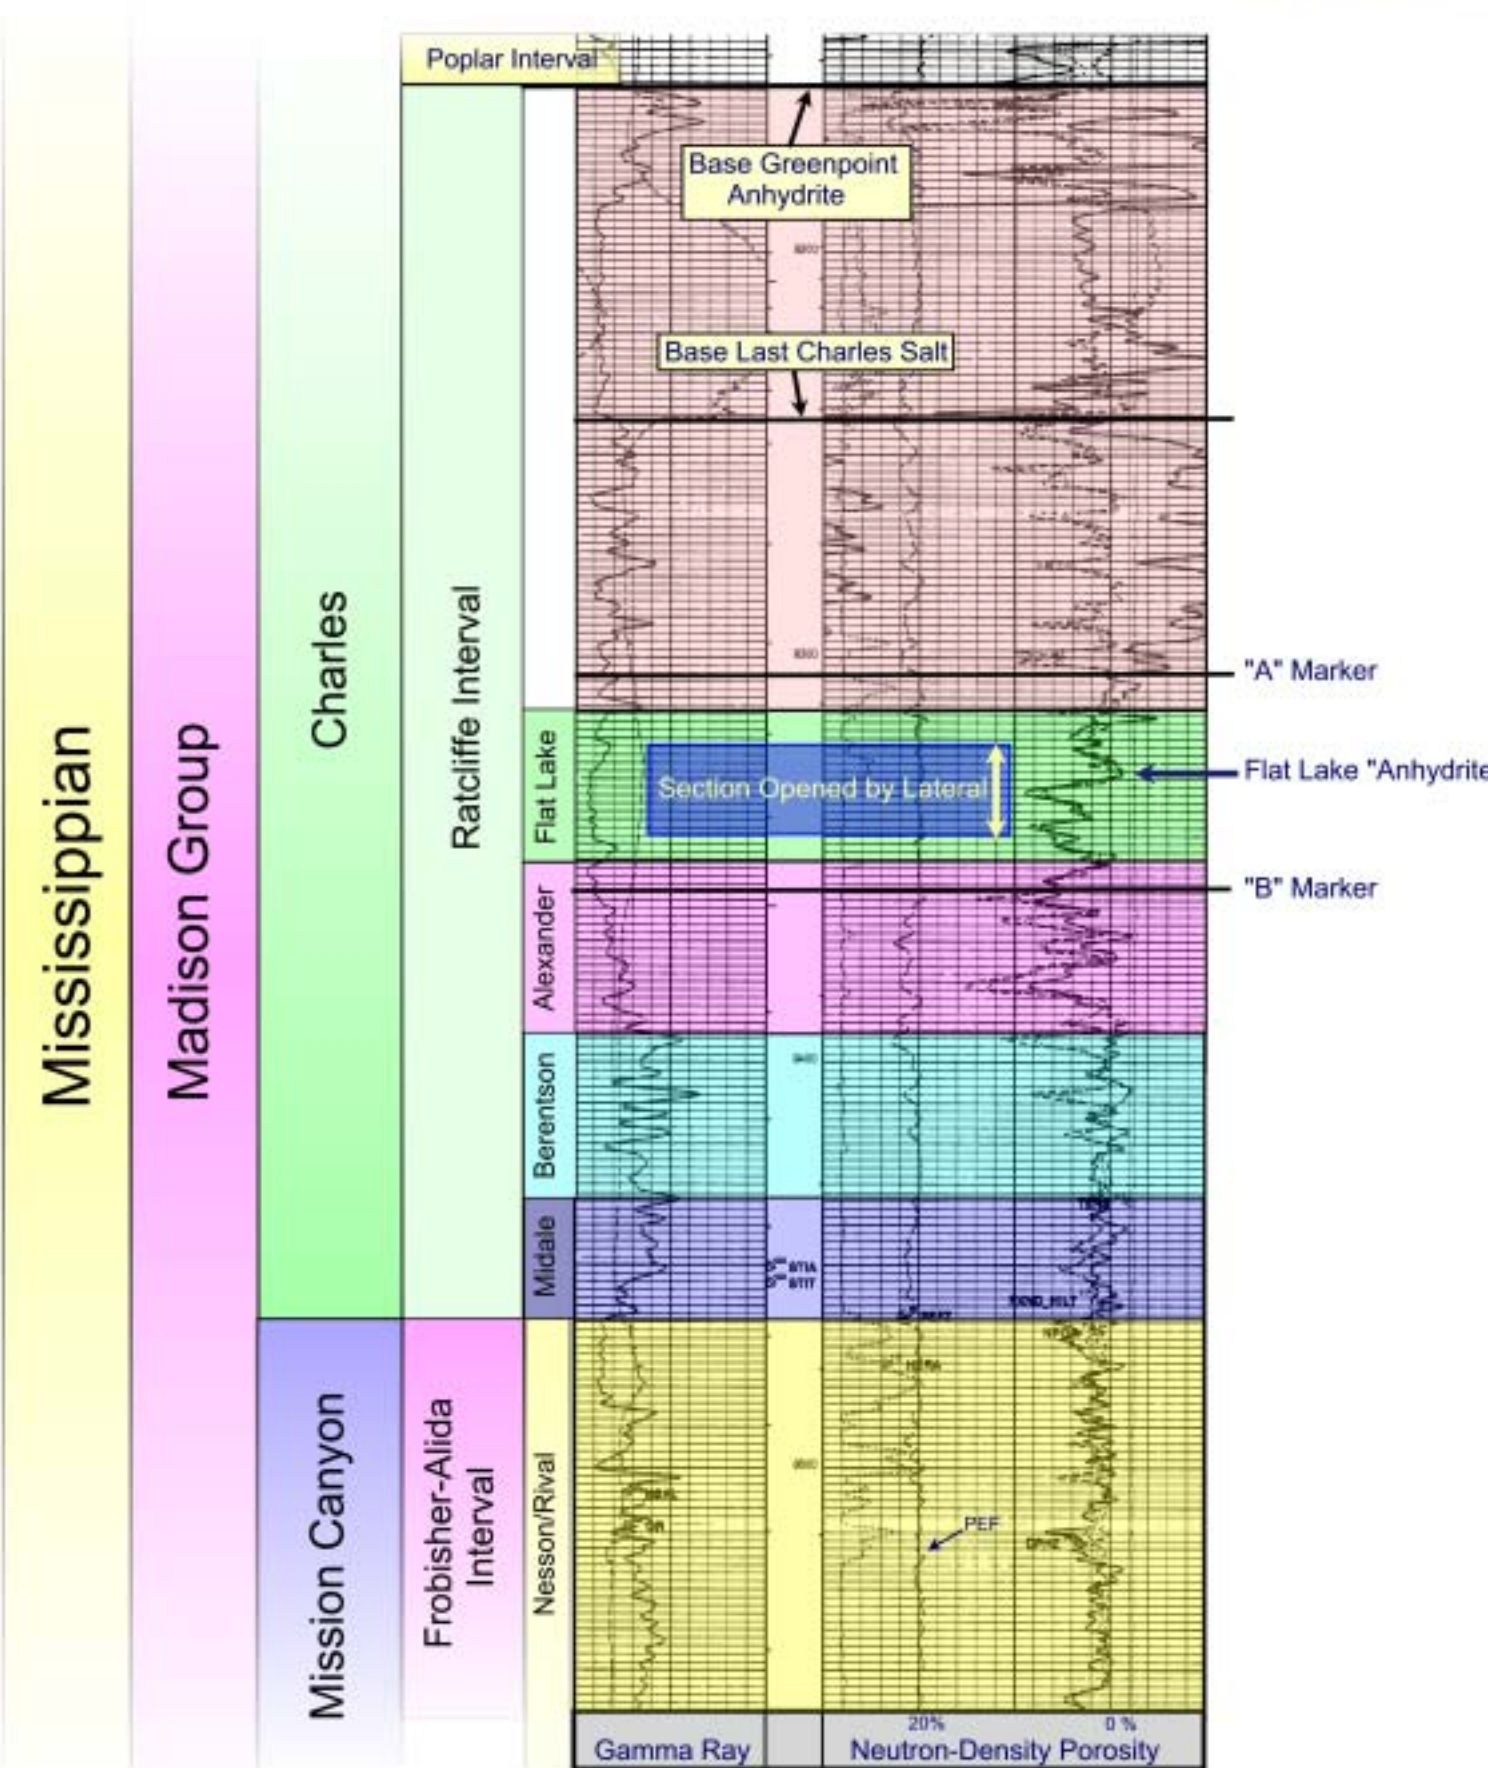 Poplar Interval
Base Greenpoint
Anhydrite
Base Last Charles Salt
"A" Marker
Section Opened by Lateral
Flat Lake "Anhydrite
"B" Marker
Mississippian
Madison Group
Charles
Ratcliffe Interval
Flat Lake
Alexander
Berentson
Midale
Mission Canyon
Frobisher-Alida
Interval
Nesson/Rival
PEF
20%
0 %
Gamma Ray
Neutron-Density Porosity